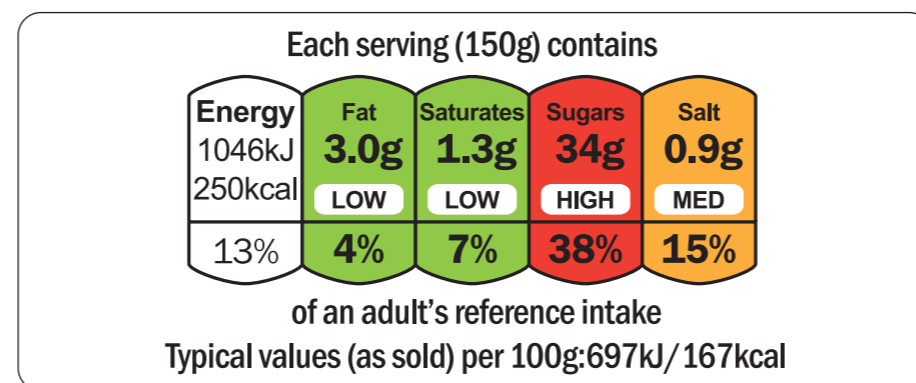 Each serving (150g) contains
Energy Fat Saturates Sugars Salt
1046kJ 3.0g 1.3g 34g 0.9g
250kcal LOW LOW HIGH MED
13% 4% 7% 38% 15%
of an adult's reference intake
Typical values (as sold) per 100g:697kJ/167kcal